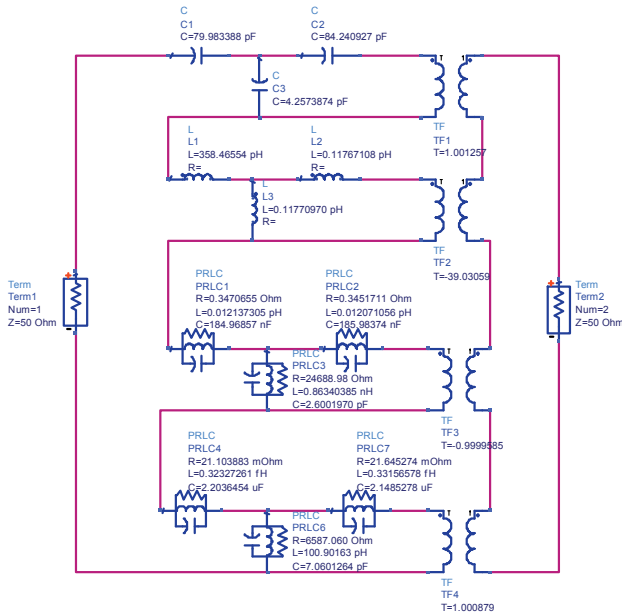 C
C1
C=79.983388 pF
C
C2
C=84.240927 pF
C
C3
C=4.2573874 pF
TF
TF1
T=1.001257
L
L1
L=358.46554 pH
R=
L
L2
L=0.11767108 pH
R=
L
L3
L=0.11770970 pH
R=
TF
TF2
T=-39.03059
Term
Term1
Num=1
Z=50 Ohm
Term
Term2
Num=2
Z=50 Ohm
PRLC
PRLC1
R=0.3470655 Ohm
L=0.012137305 pH
C=184.96857 nF
PRLC
PRLC2
R=0.3451711 Ohm
L=0.012071056 pH
C=185.98374 nF
PRLC
PRLC3
R=24688.98 Ohm
L=0.86340385 nH
C=2.6001970 pF
TF
TF3
T=-0.9999585
PRLC
PRLC4
R=21.103883 mOhm
L=0.32327261 fH
C=2.2036454 uF
PRLC
PRLC7
R=21.645274 mOhm
L=0.33156578 fH
C=2.1485278 uF
PRLC
PRLC6
R=6587.060 Ohm
L=100.90163 pH
C=7.0601264 pF
TF
TF4
T=1.000879